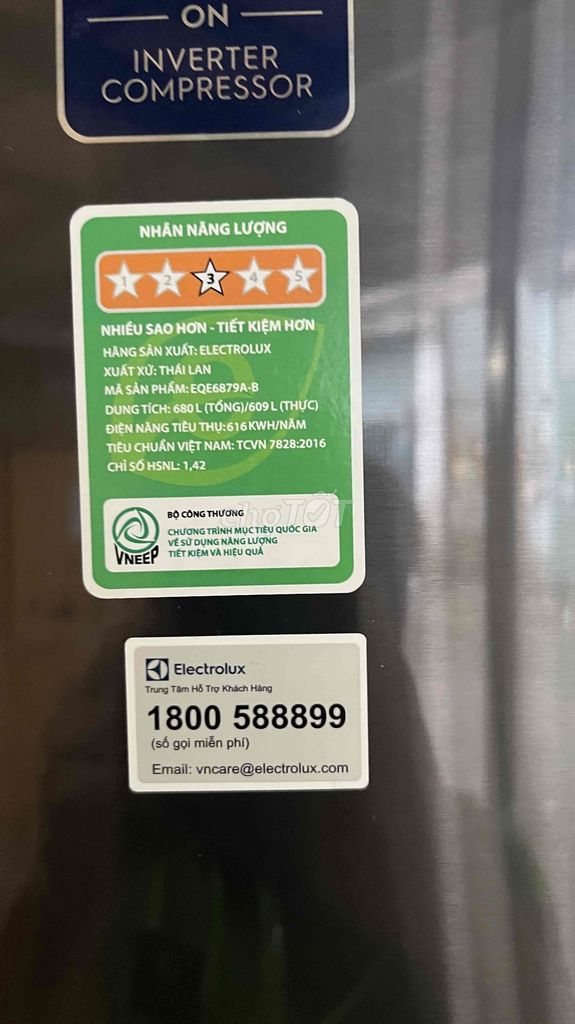 ON
INVERTER
COMPRESSOR
NHÃN NĂNG LƯỢNG
1 2 3 4 5
NHIỀU SAO HƠN - TIẾT KIỆM HƠN
HÃNG SẢN XUẤT: ELECTROLUX
XUẤT XỨ: THÁI LAN
MÃ SẢN PHẨM: EQE6879A-B
DUNG TÍCH: 680 L (TỔNG)/609 L (THỰC)
ĐIỆN NĂNG TIÊU THỤ: 616 KWH/NĂM
TIÊU CHUẨN VIỆT NAM: TCVN 7828:2016
CHỈ SỐ HSNL: 1,42
BỘ CÔNG THƯƠNG
CHƯƠNG TRÌNH MỤC TIÊU QUỐC GIA
VỀ SỬ DỤNG NĂNG LƯỢNG
TIẾT KIỆM VÀ HIỆU QUẢ
VNEEP
chợTỐT
Electrolux
Trung Tâm Hỗ Trợ Khách Hàng
1800 588899
(số gọi miễn phí)
Email: vncare@electrolux.com